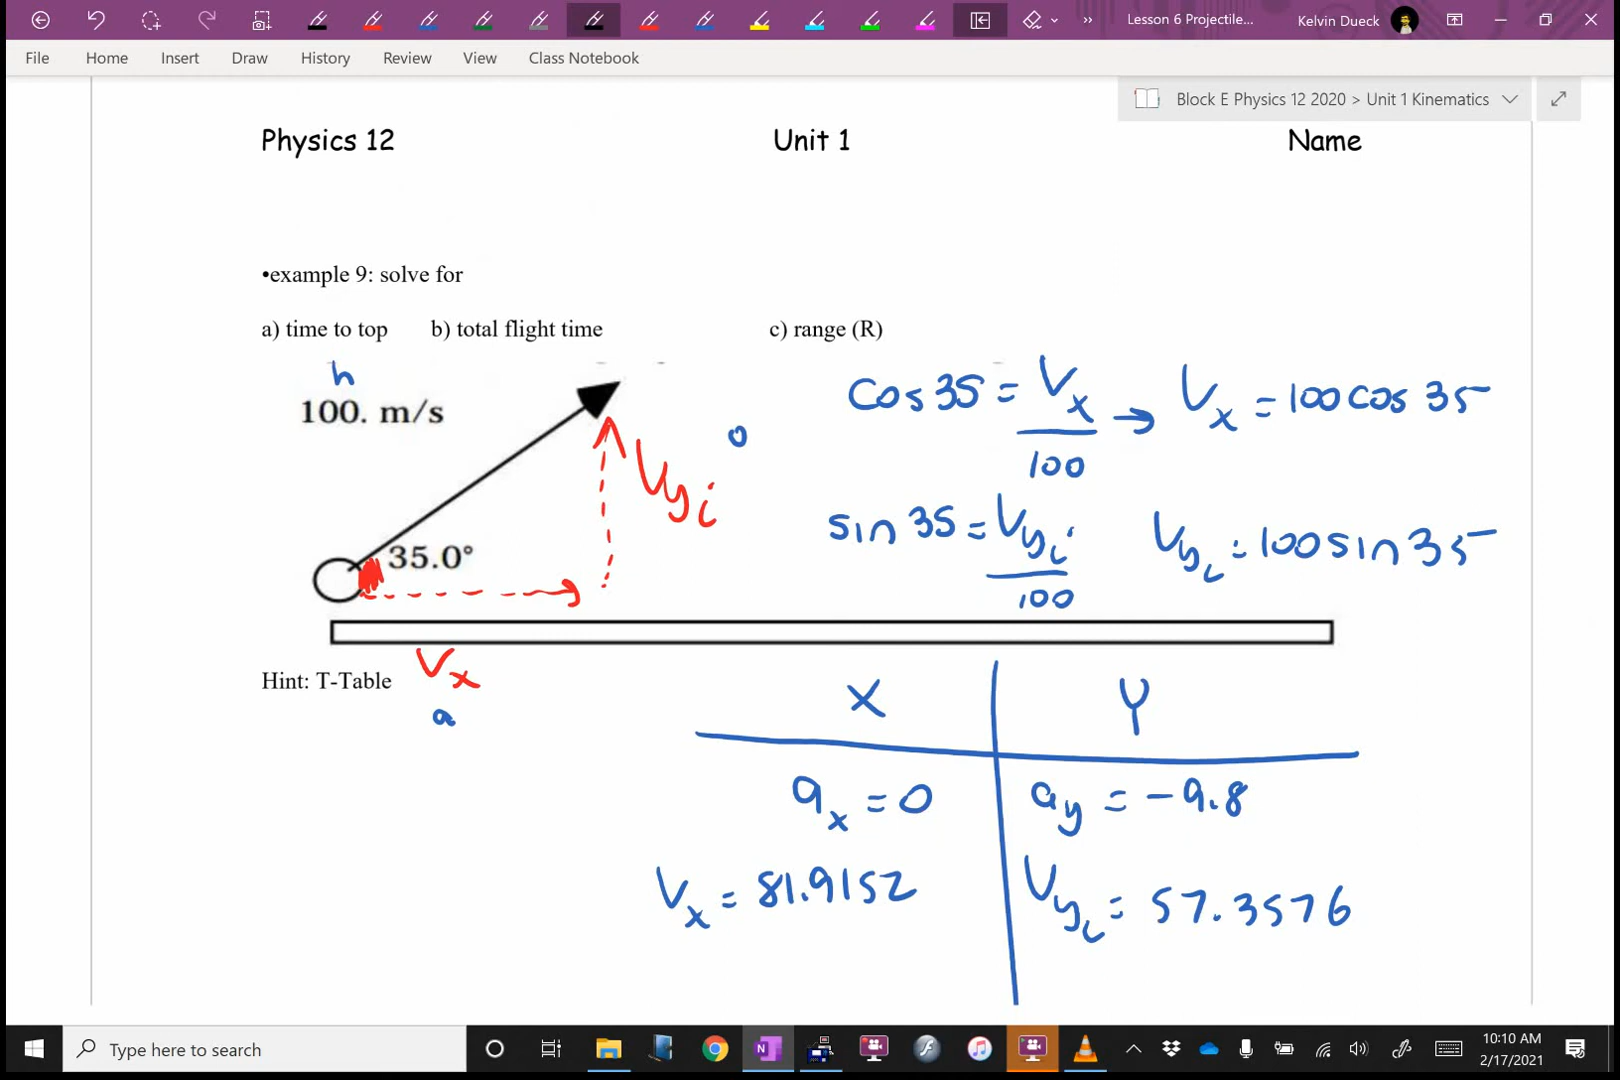 Lesson 6 Projectile...
Kelvin Dueck
File Home Insert Draw History Review View Class Notebook
Block E Physics 12 2020 > Unit 1 Kinematics
Physics 12 Unit 1 Name
•example 9: solve for
a) time to top b) total flight time c) range (R)
h
100. m/s
cos 35 = Vx / 100 → Vx = 100 cos 35
o
Vyi
sin 35 = Vyi / 100 Vyi = 100 sin 35
35.0°
Hint: T-Table
Vx
a
X Y
ax = 0 ay = -9.8
Vx = 81.9152 Vyi = 57.3576
Type here to search
10:10 AM
2/17/2021